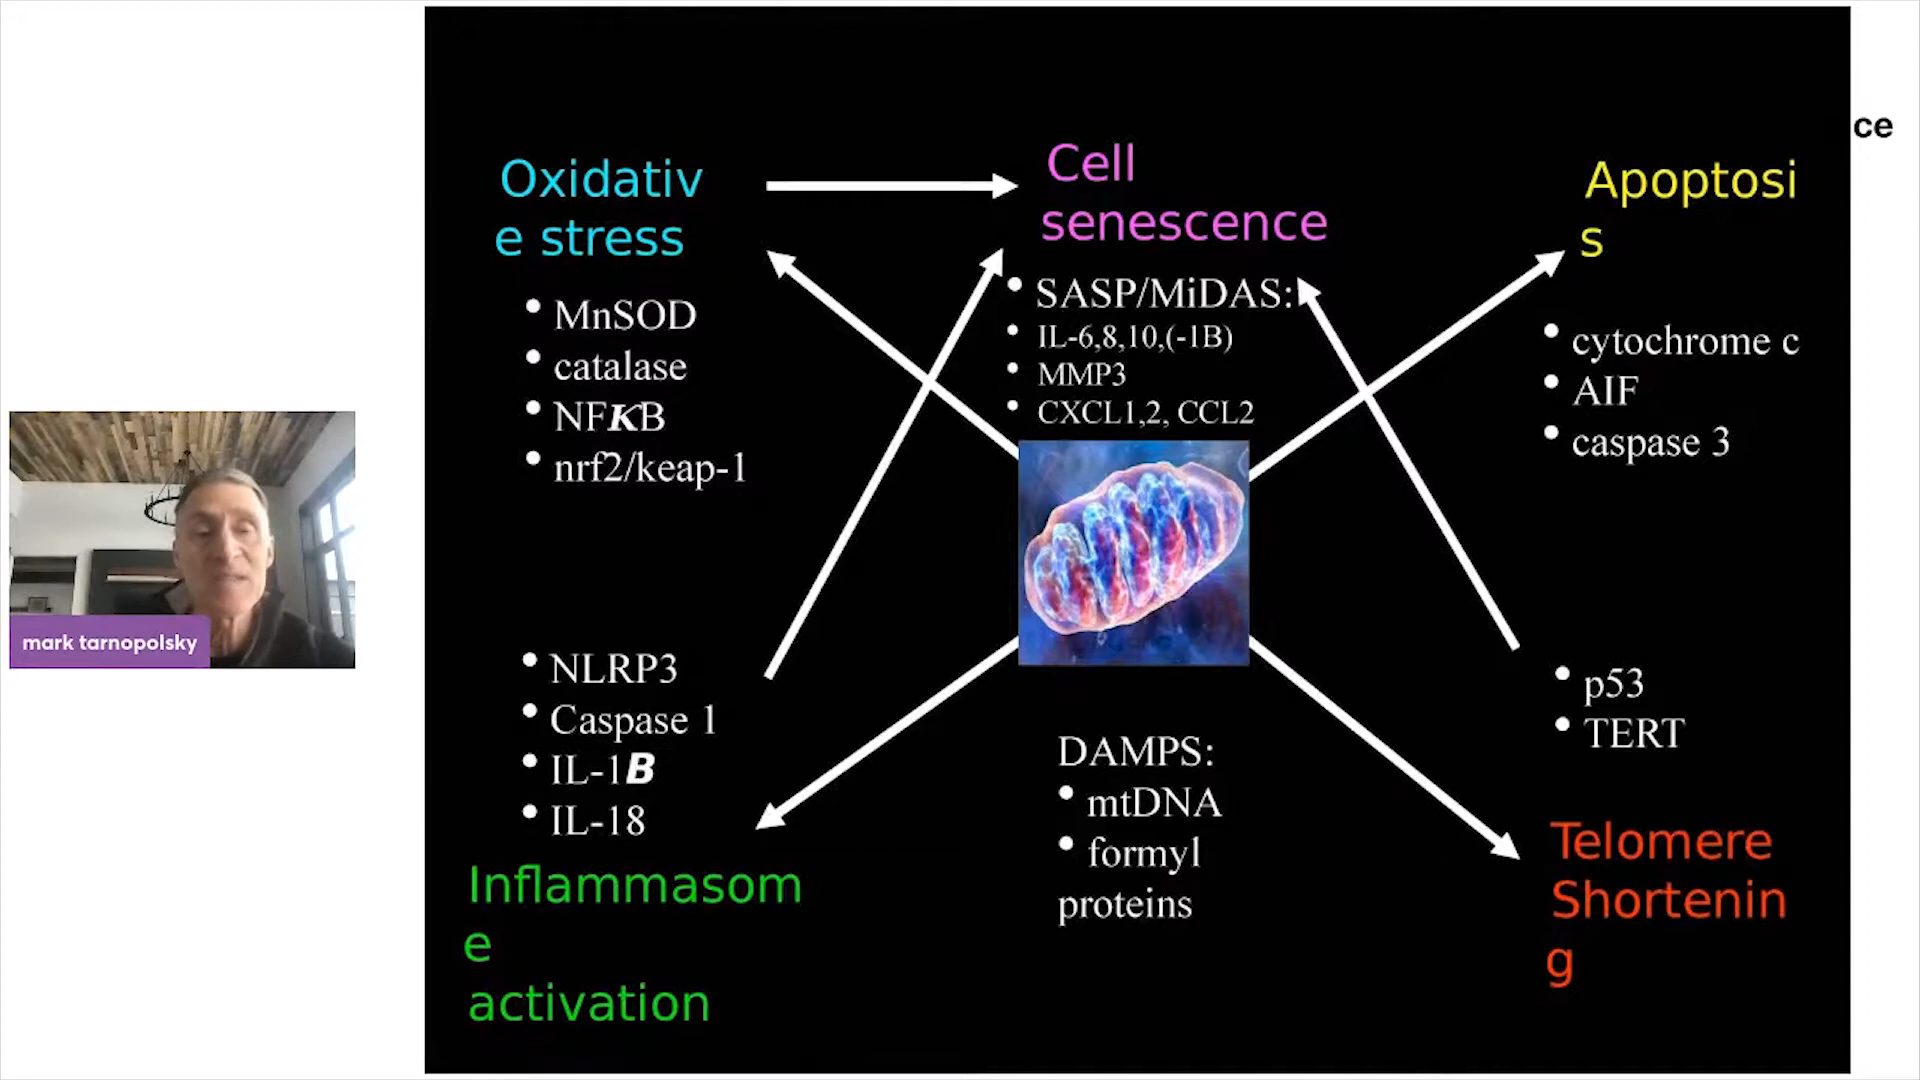 ce
Oxidativ
e stress
• MnSOD
• catalase
• NFκB
• nrf2/keap-1
Cell
senescence
• SASP/MiDAS:
• IL-6,8,10,(-1B)
• MMP3
• CXCL1,2, CCL2
Apoptosi
s
• cytochrome c
• AIF
• caspase 3
mark tarnopolsky
• NLRP3
• Caspase 1
• IL-1B
• IL-18
Inflammasom
e
activation
DAMPS:
• mtDNA
• formyl
proteins
• p53
• TERT
Telomere
Shortenin
g